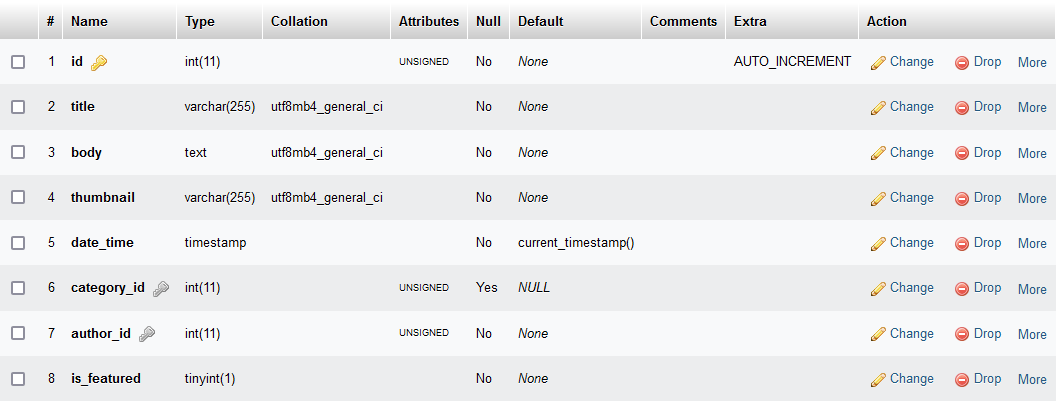 # Name Type Collation Attributes Null Default Comments Extra Action
1 id int(11) UNSIGNED No None AUTO_INCREMENT Change Drop More
2 title varchar(255) utf8mb4_general_ci No None Change Drop More
3 body text utf8mb4_general_ci No None Change Drop More
4 thumbnail varchar(255) utf8mb4_general_ci No None Change Drop More
5 date_time timestamp No current_timestamp() Change Drop More
6 category_id int(11) UNSIGNED Yes NULL Change Drop More
7 author_id int(11) UNSIGNED No None Change Drop More
8 is_featured tinyint(1) No None Change Drop More